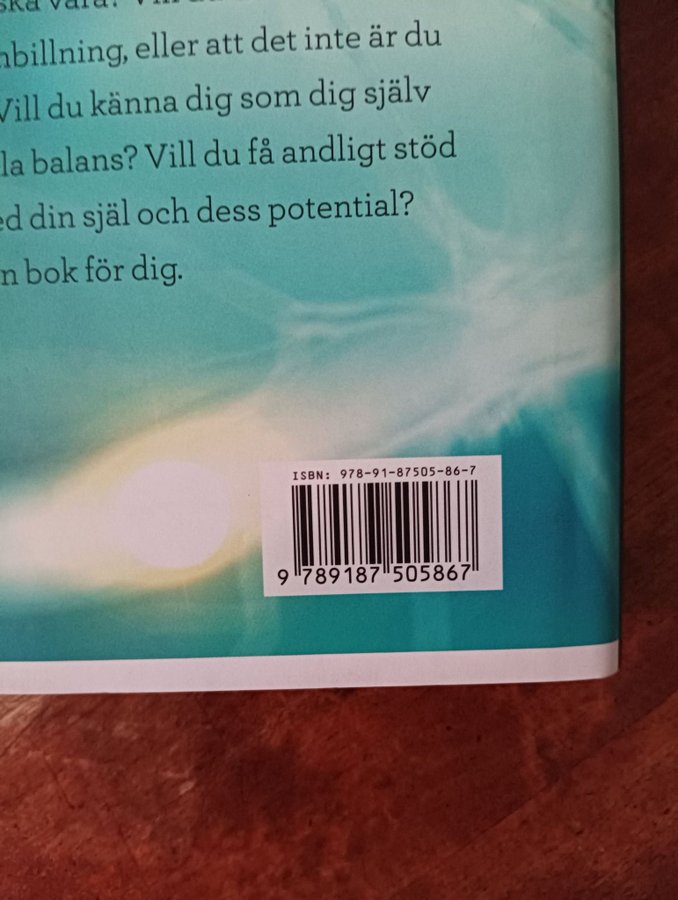 ska vara? Vill du
nbillning, eller att det inte är du
Vill du känna dig som dig själv
la balans? Vill du få andligt stöd
ed din själ och dess potential?
n bok för dig.
ISBN: 978-91-87505-86-7
9 789187 505867